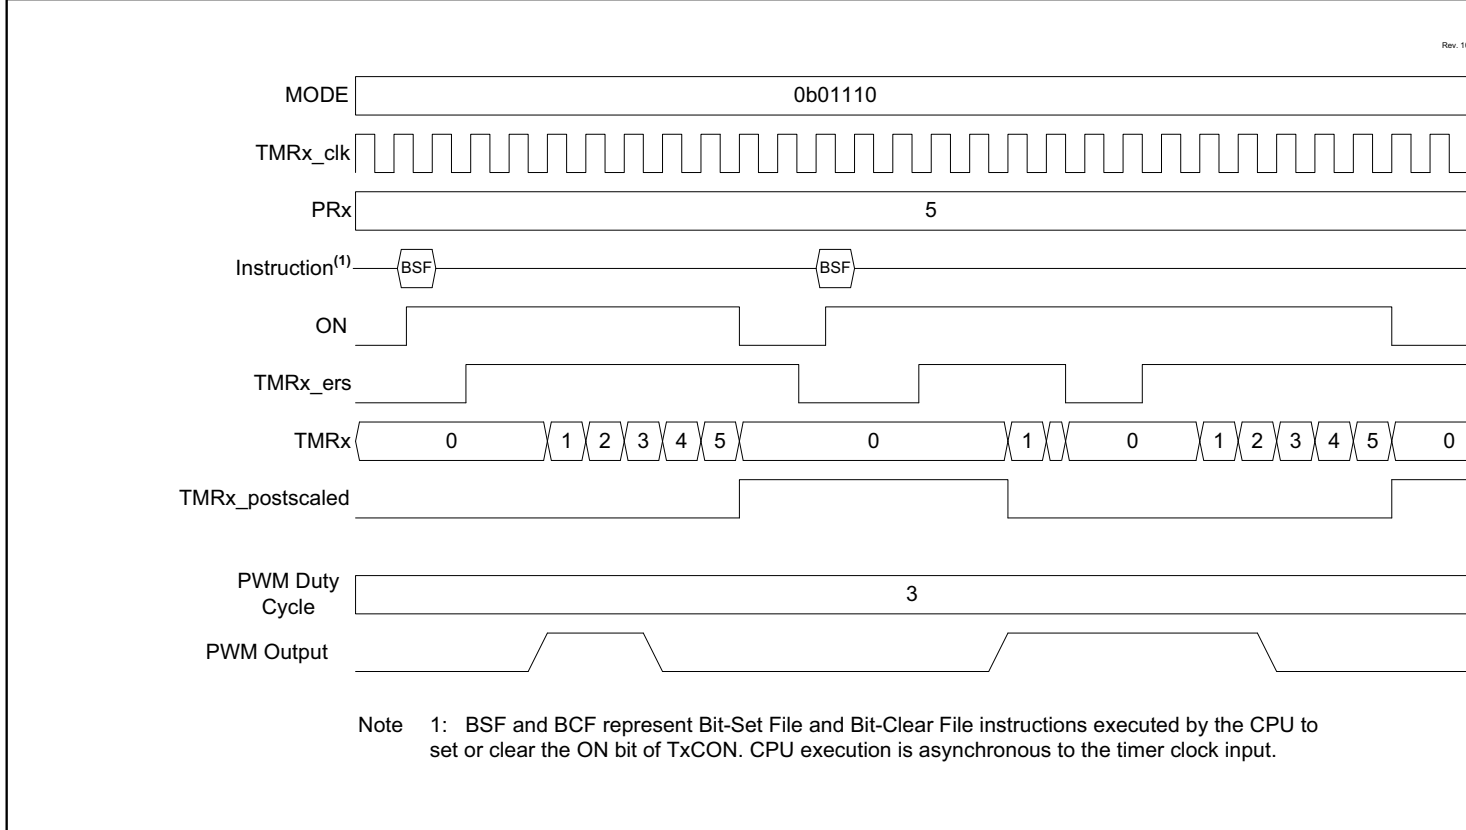 Rev. 10
MODE 0b01110
TMRx_clk
PRx 5
Instruction(1) BSF BSF
ON
TMRx_ers
TMRx 0 1 2 3 4 5 0 1 0 1 2 3 4 5 0
TMRx_postscaled
PWM Duty
Cycle 3
PWM Output
Note 1: BSF and BCF represent Bit-Set File and Bit-Clear File instructions executed by the CPU to
set or clear the ON bit of TxCON. CPU execution is asynchronous to the timer clock input.